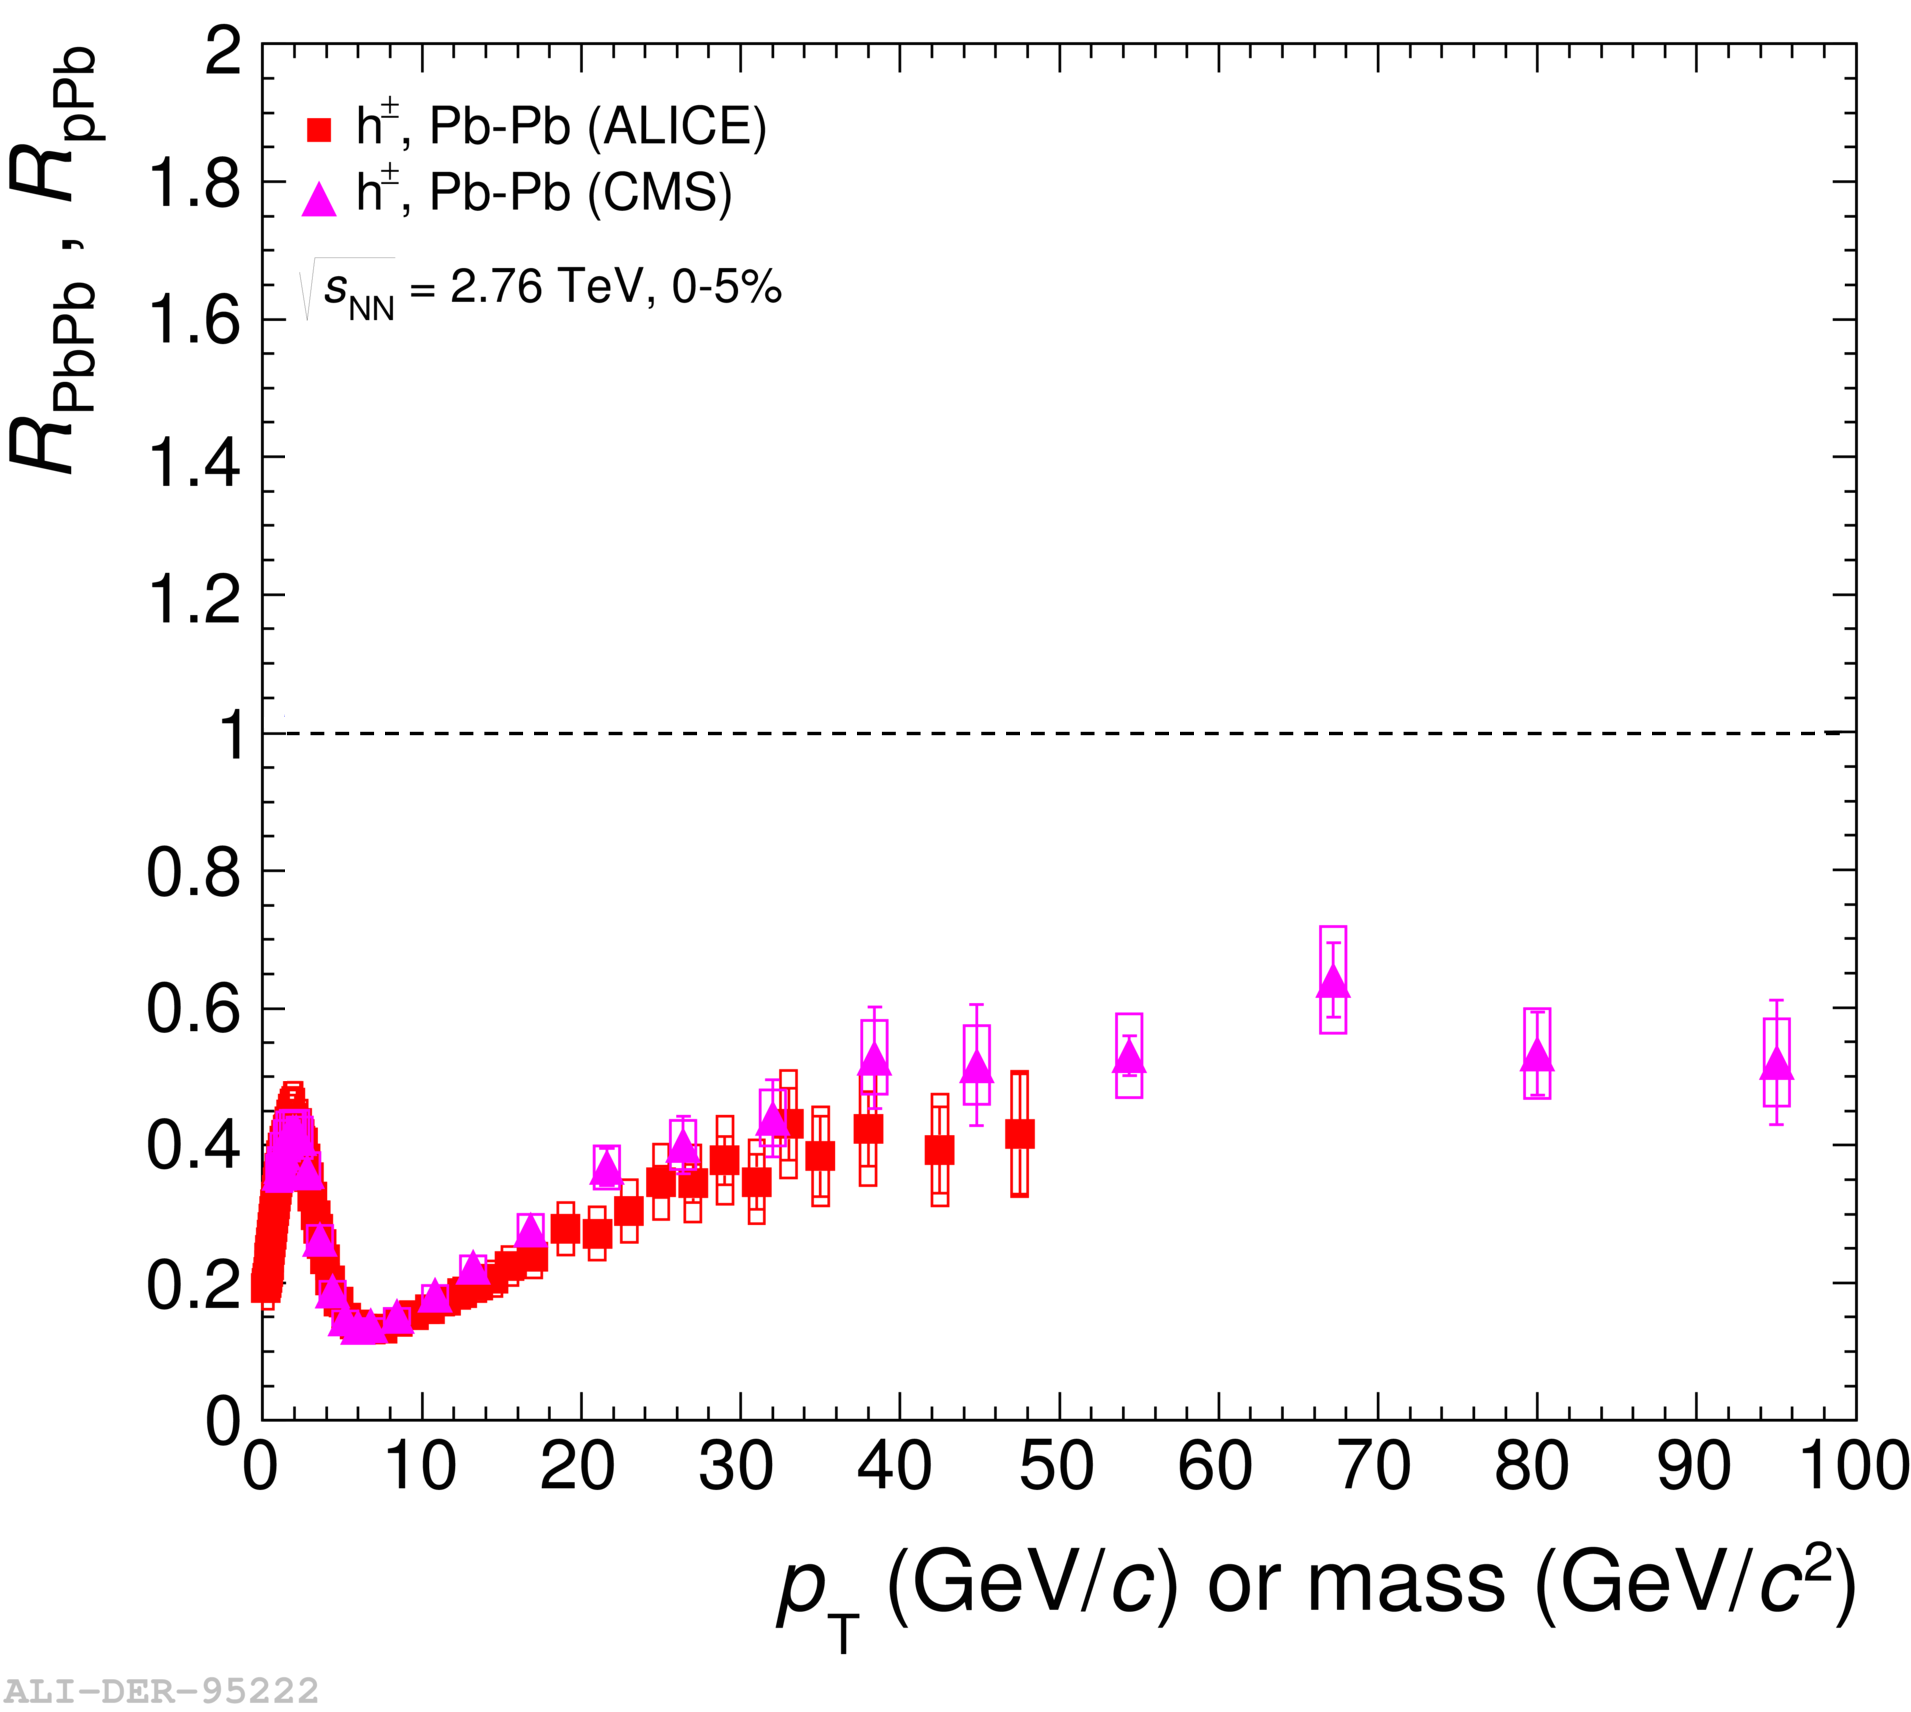 R_PbPb , R_pPb
2
1.8
1.6
1.4
1.2
1
0.8
0.6
0.4
0.2
0
h±, Pb-Pb (ALICE)
h±, Pb-Pb (CMS)
√s_NN = 2.76 TeV, 0-5%
0 10 20 30 40 50 60 70 80 90 100
p_T (GeV/c) or mass (GeV/c²)
ALI-DER-95222